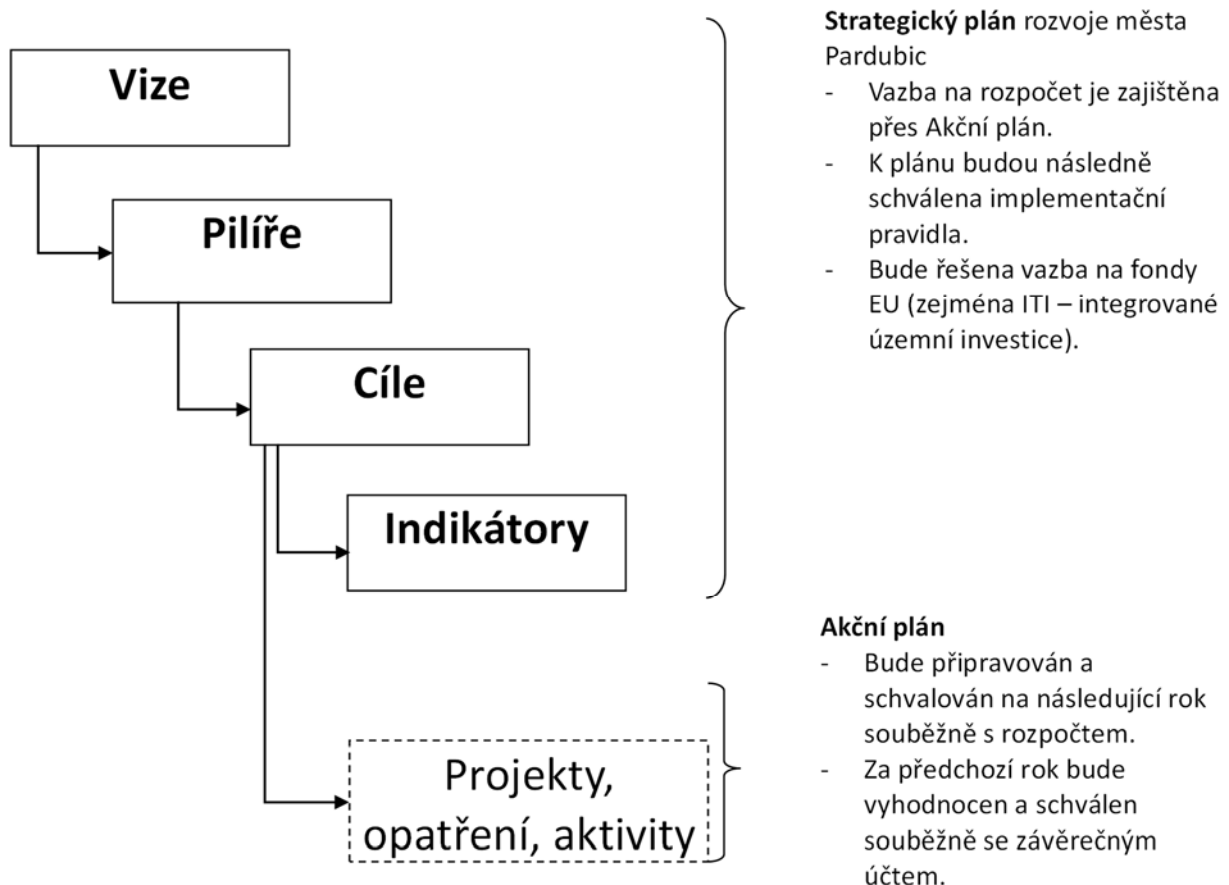 Vize
Pilíře
Cíle
Indikátory
Projekty,
opatření, aktivity
Strategický plán rozvoje města
Pardubic
- Vazba na rozpočet je zajištěna
přes Akční plán.
- K plánu budou následně
schválena implementační
pravidla.
- Bude řešena vazba na fondy
EU (zejména ITI – integrované
územní investice).
Akční plán
- Bude připravován a
schvalován na následující rok
souběžně s rozpočtem.
- Za předchozí rok bude
vyhodnocen a schválen
souběžně se závěrečným
účtem.